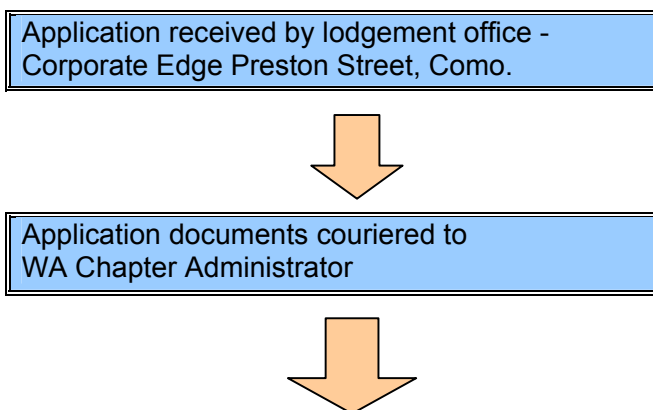 Application received by lodgement office -
Corporate Edge Preston Street, Como.
Application documents couriered to
WA Chapter Administrator